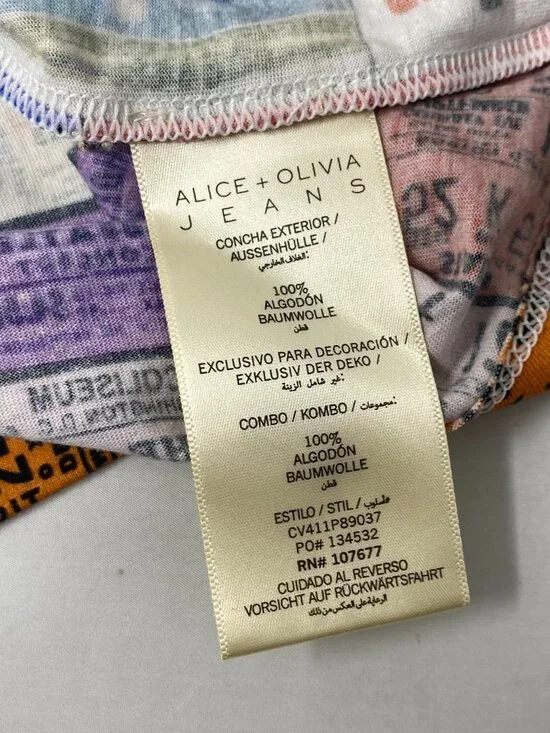 ALICE + OLIVIA
JEANS
CONCHA EXTERIOR /
AUSSENHÜLLE /
الغلاف الخارجي:
100%
ALGODÓN
BAUMWOLLE
قطن
EXCLUSIVO PARA DECORACIÓN /
EXKLUSIV DER DEKO /
غير شامل الزينة:
COMBO / KOMBO / مجموعات:
100%
ALGODÓN
BAUMWOLLE
قطن
ESTILO / STIL / أسلوب#
CV411P89037
PO# 134532
RN# 107677
CUIDADO AL REVERSO
VORSICHT AUF RÜCKWÄRTSFAHRT
الرعاية على العكس من ذلك
COLISEUM